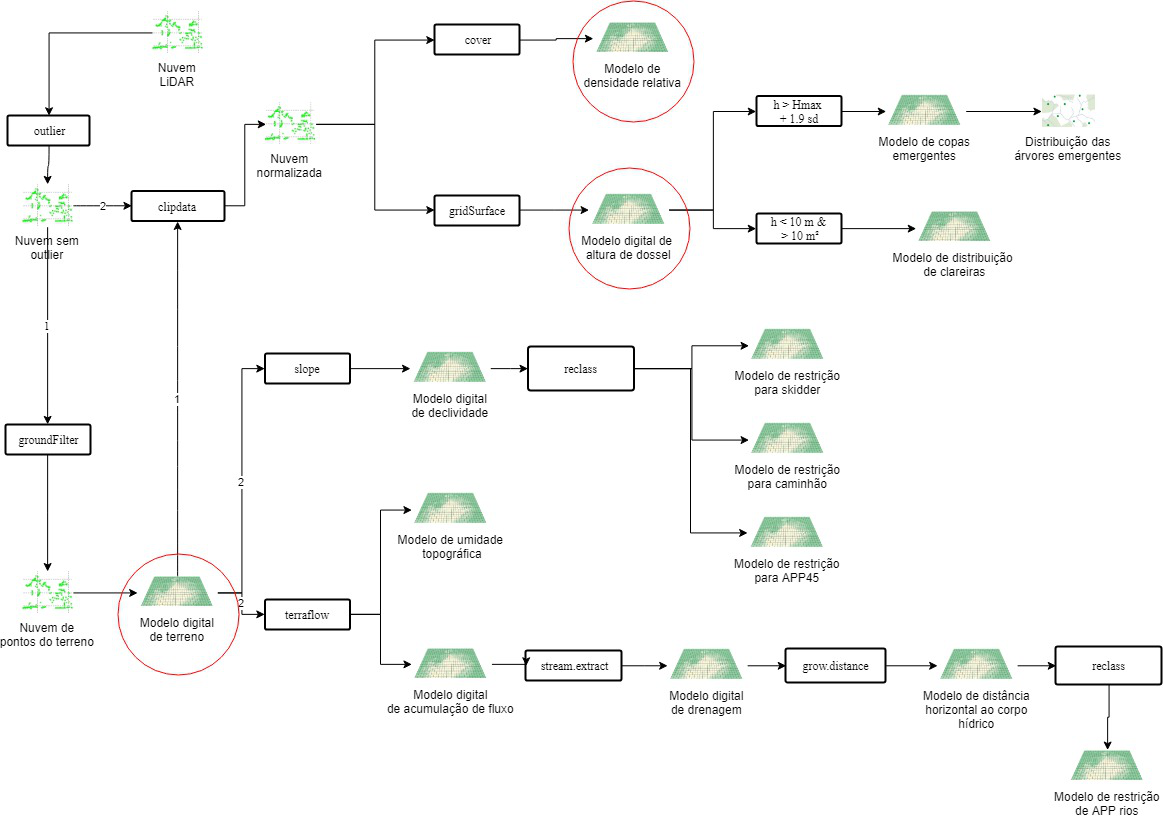 Nuvem
LiDAR
outlier
Nuvem sem
outlier
2
clipdata
1
1
groundFilter
Nuvem de
pontos do terreno
Modelo digital
de terreno
Nuvem
normalizada
cover
Modelo de
densidade relativa
gridSurface
Modelo digital de
altura de dossel
h > Hmax
+ 1.9 sd
Modelo de copas
emergentes
Distribuição das
árvores emergentes
h < 10 m &
> 10 m²
Modelo de distribuição
de clareiras
2
slope
Modelo digital
de declividade
reclass
Modelo de restrição
para skidder
Modelo de restrição
para caminhão
Modelo de restrição
para APP45
2
terraflow
Modelo de umidade
topográfica
Modelo digital
de acumulação de fluxo
stream.extract
Modelo digital
de drenagem
grow.distance
Modelo de distância
horizontal ao corpo
hídrico
reclass
Modelo de restrição
de APP rios